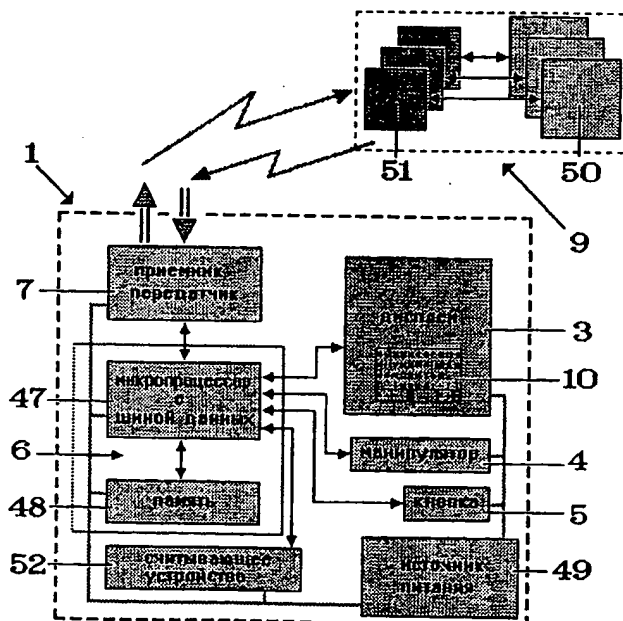 51
50
1
9
приемник-
передатчик
7
дисплей
3
10
47
микропроцессор
с
шиной данных
6
манипулятор
4
48
память
кнопка
5
52
считывающее
устройство
источник
питания
49